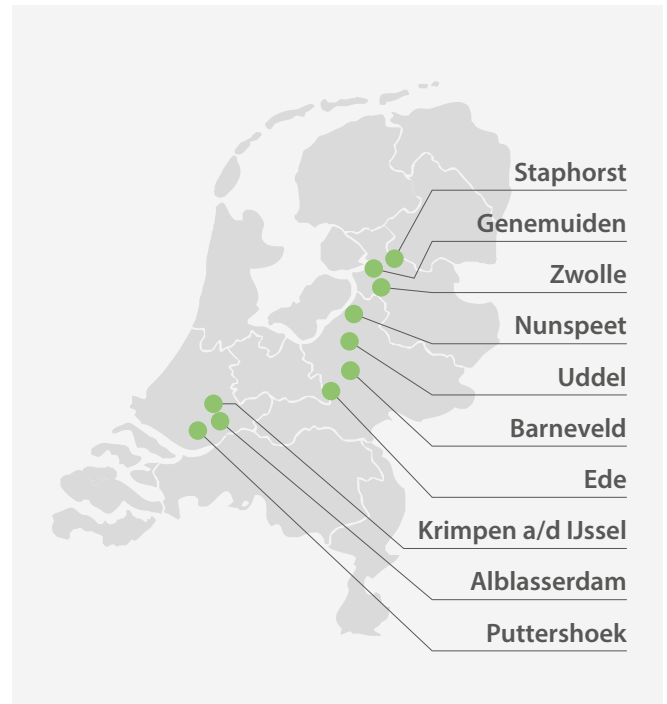 Staphorst
Genemuiden
Zwolle
Nunspeet
Uddel
Barneveld
Ede
Krimpen a/d IJssel
Alblasserdam
Puttershoek